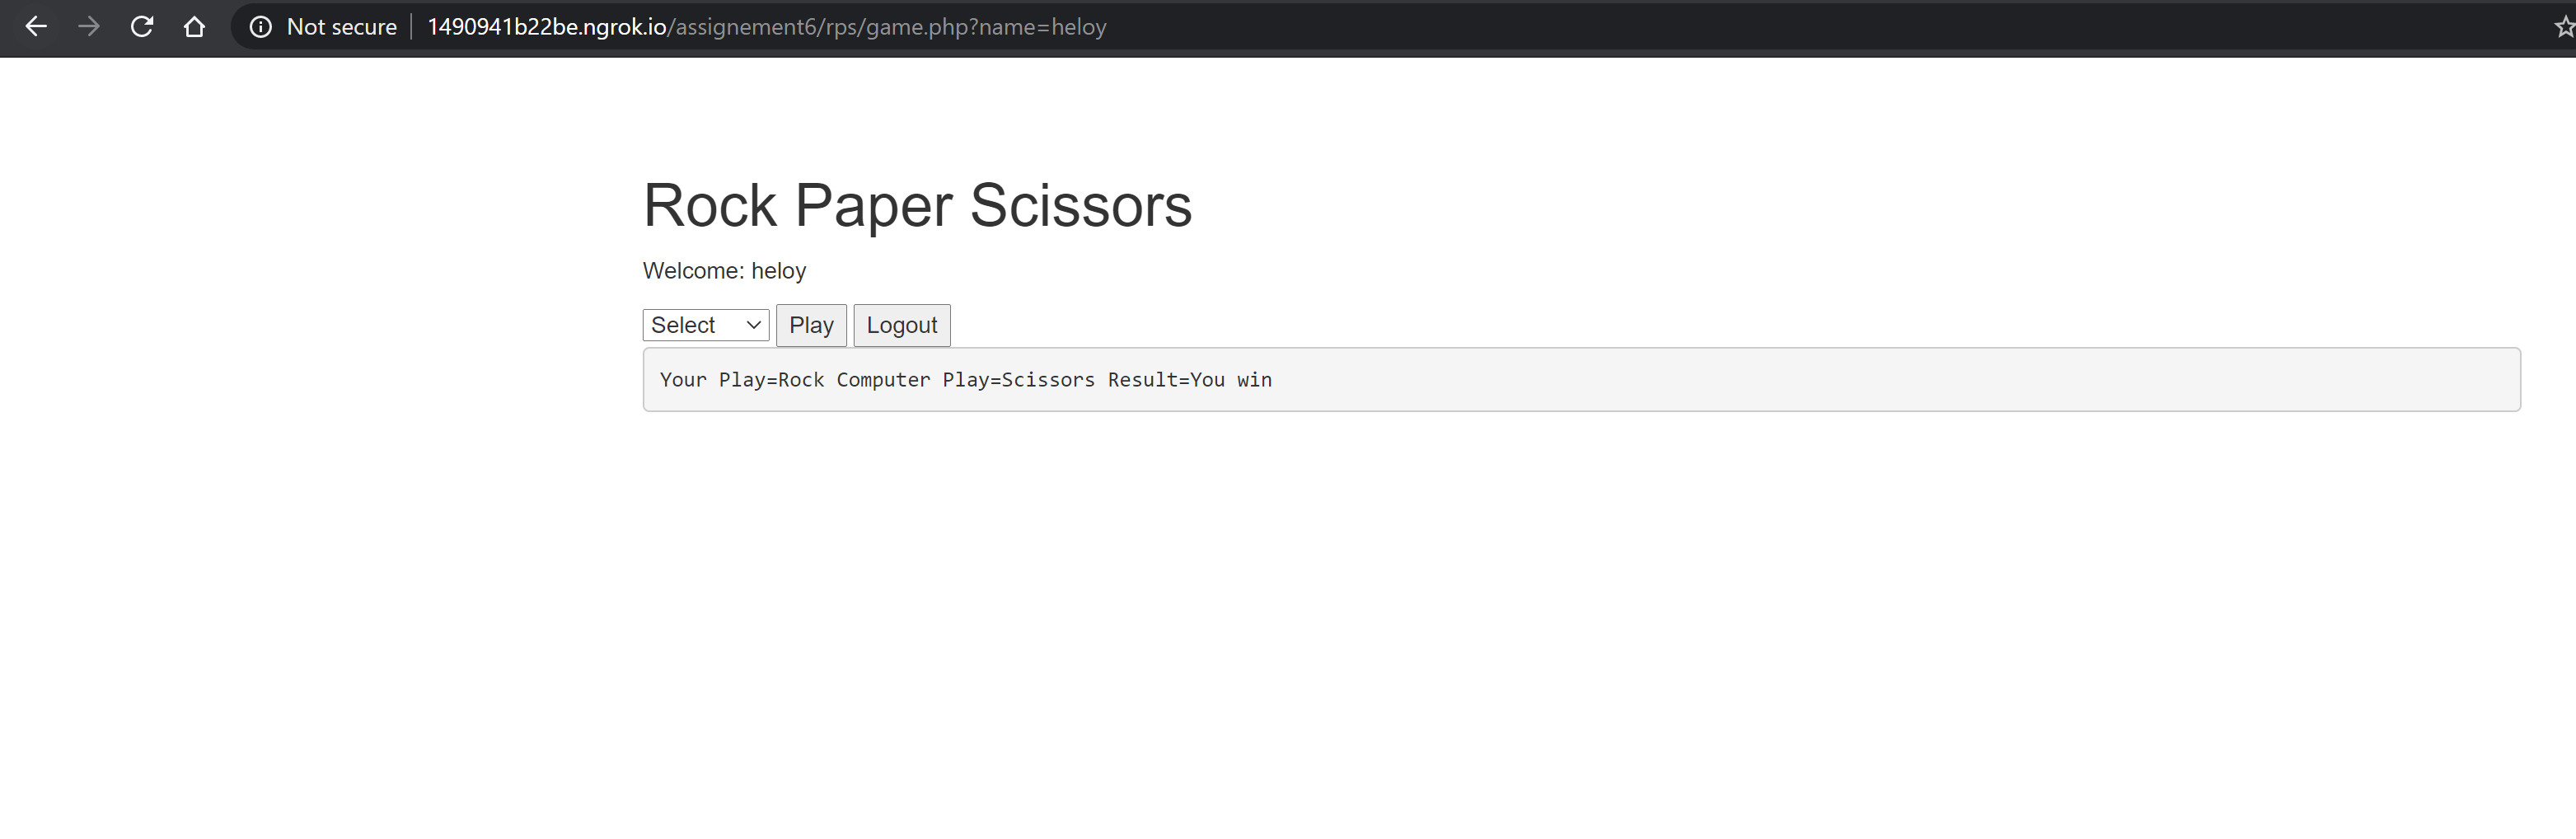 Not secure 1490941b22be.ngrok.io/assignement6/rps/game.php?name=heloy
Rock Paper Scissors
Welcome: heloy
Select Play Logout
Your Play=Rock Computer Play=Scissors Result=You win